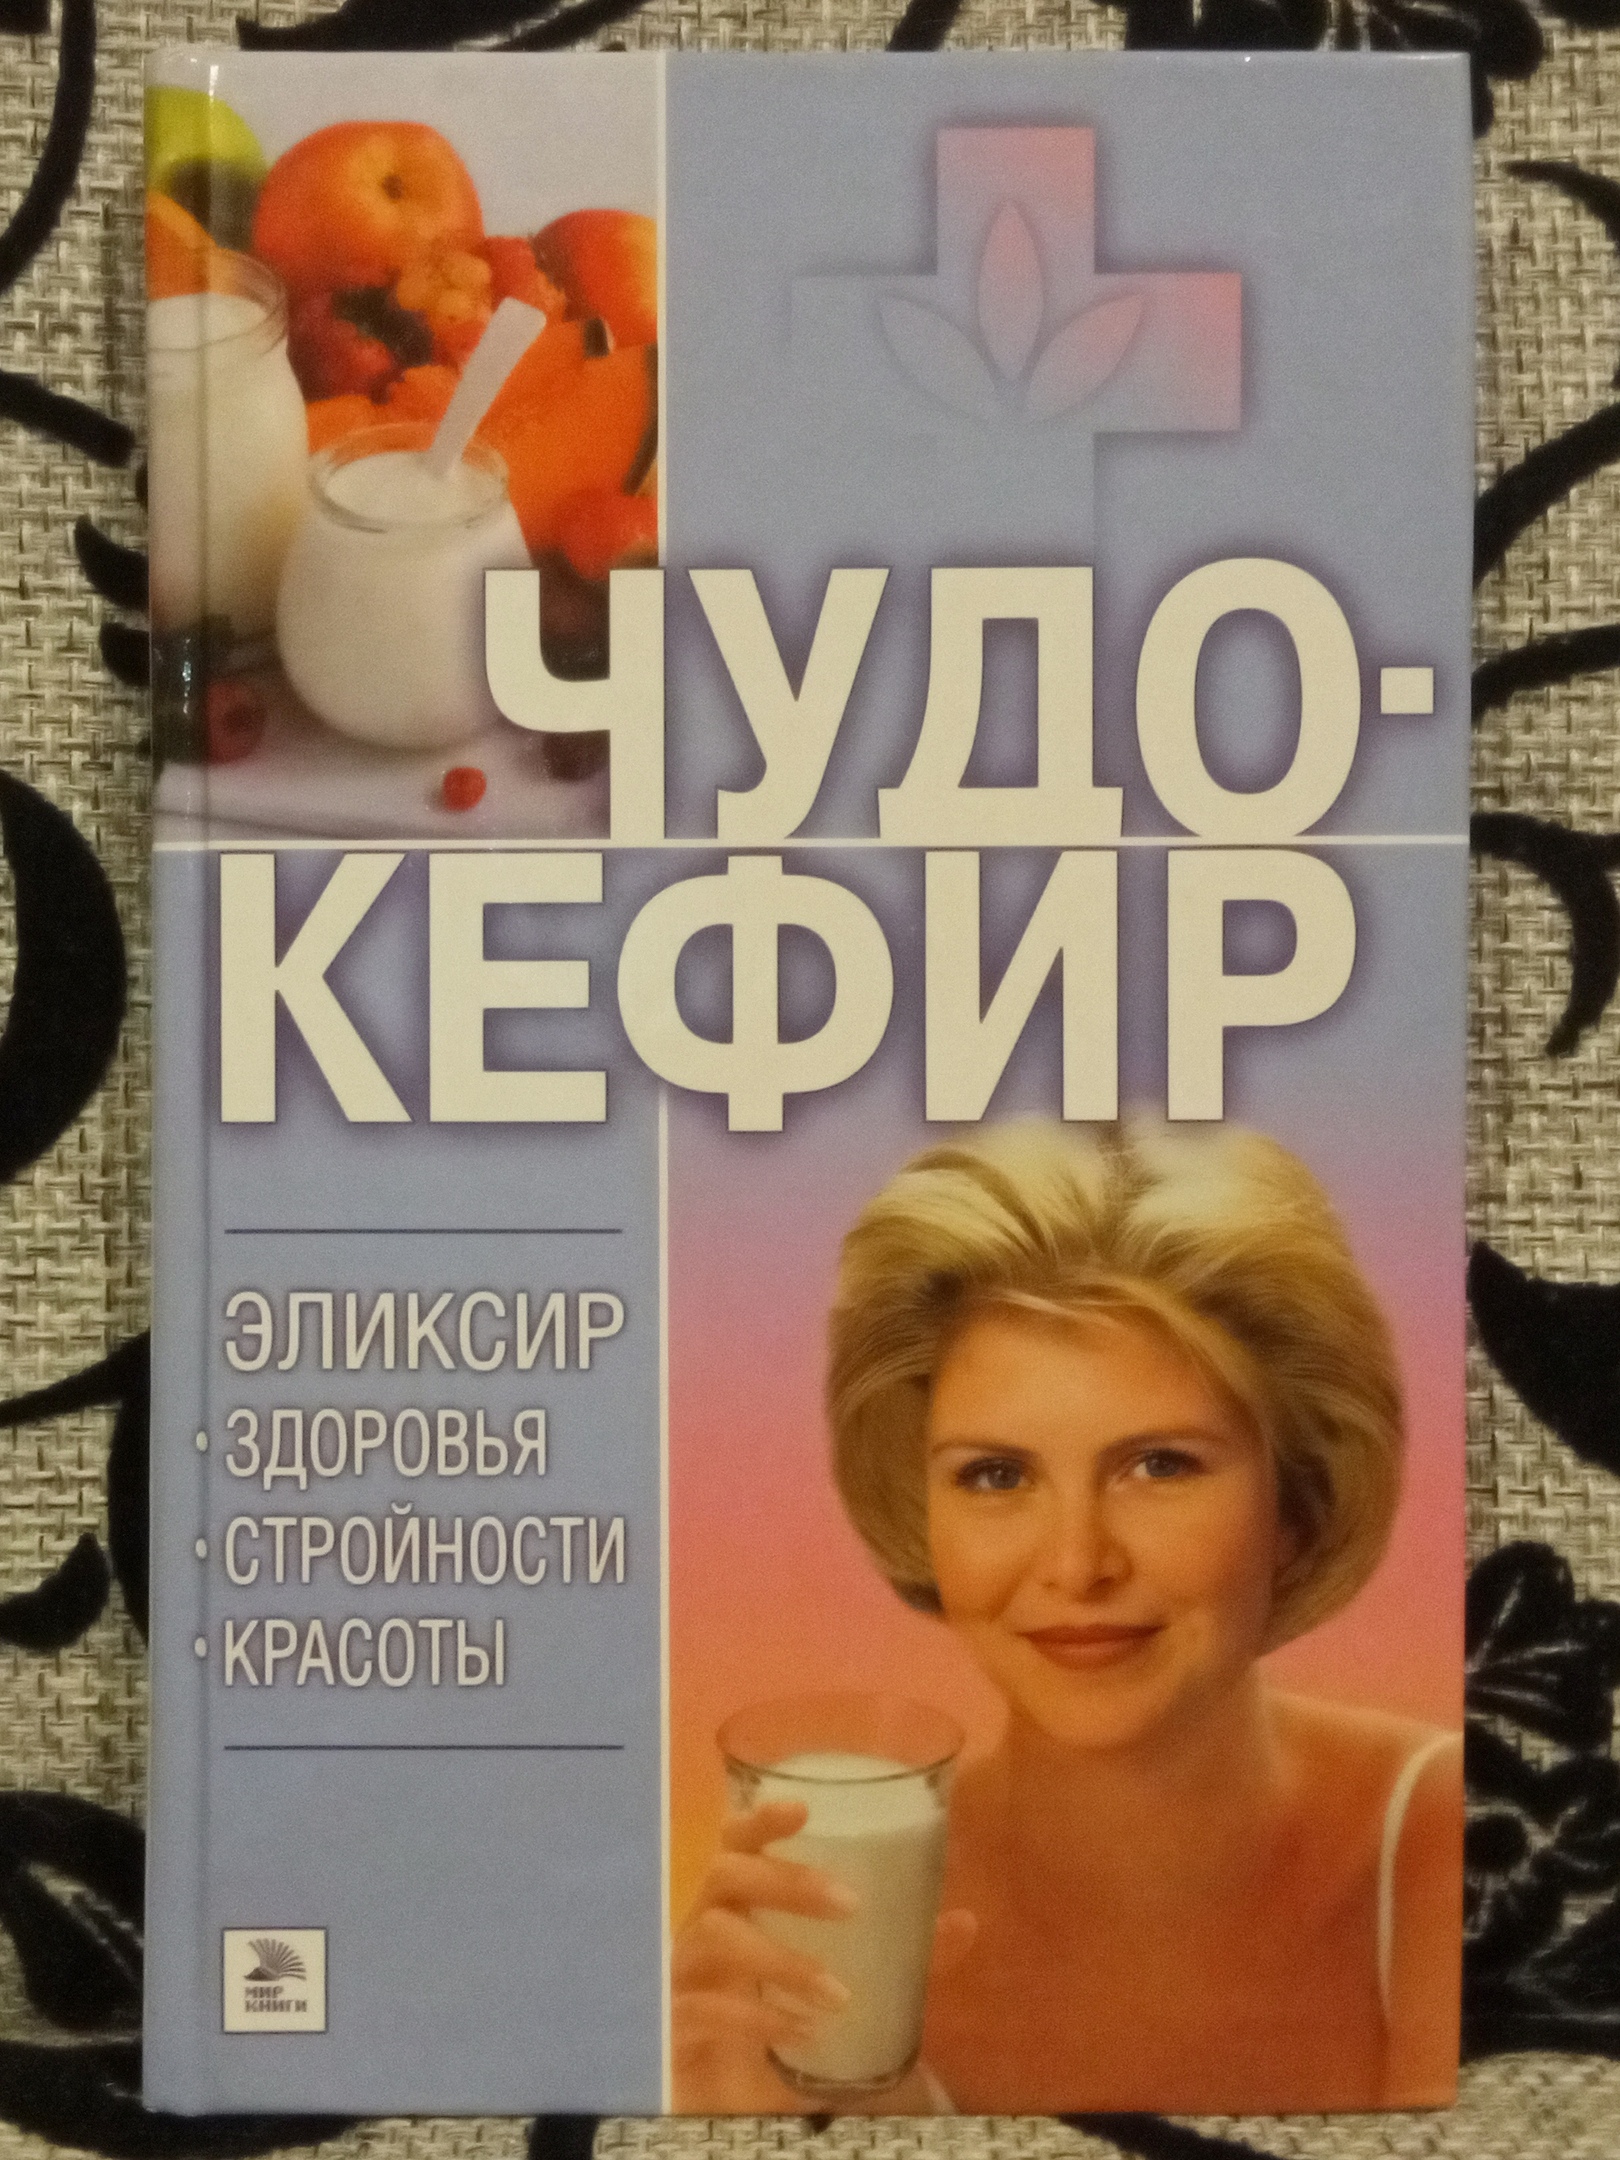 ЧУДО-
КЕФИР
ЭЛИКСИР
• ЗДОРОВЬЯ
• СТРОЙНОСТИ
• КРАСОТЫ
МИР
КНИГИ